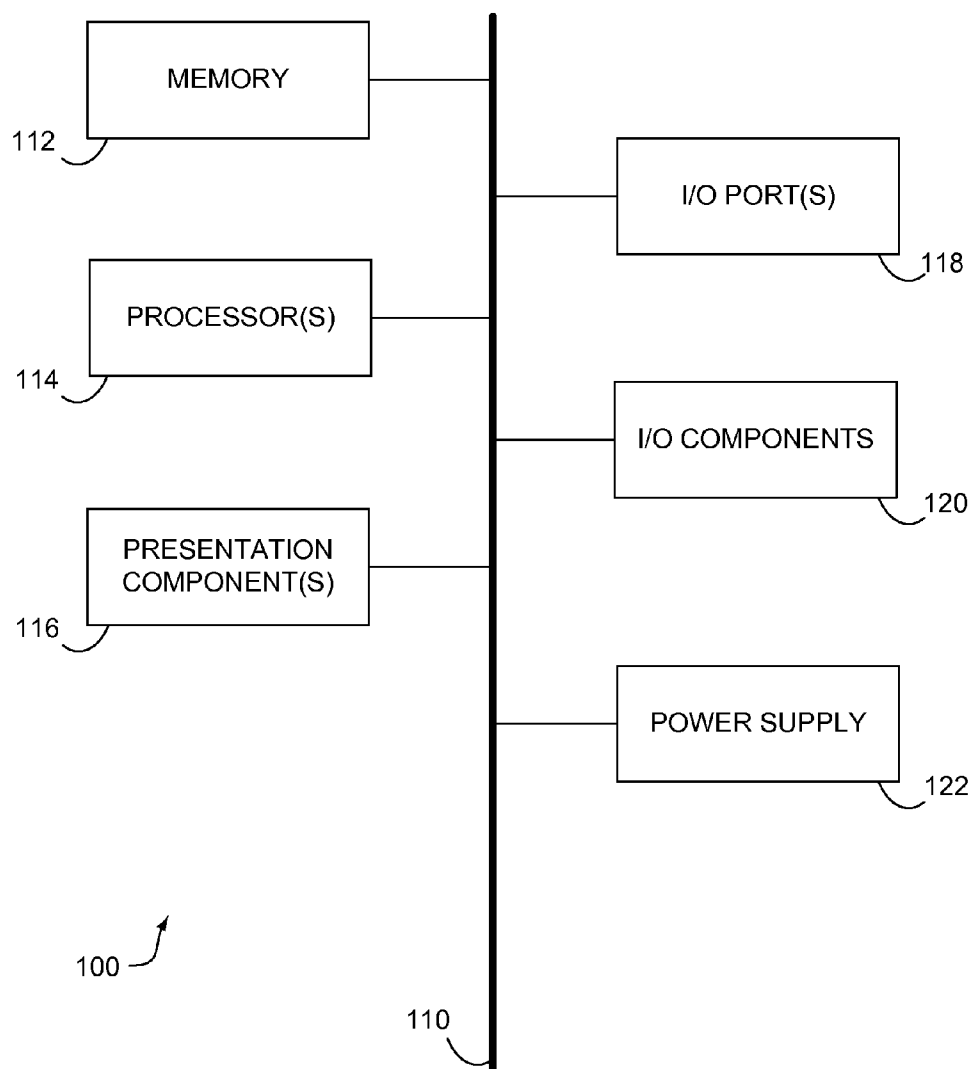 MEMORY
112
I/O PORT(S)
118
PROCESSOR(S)
114
I/O COMPONENTS
120
PRESENTATION
COMPONENT(S)
116
POWER SUPPLY
122
100
110